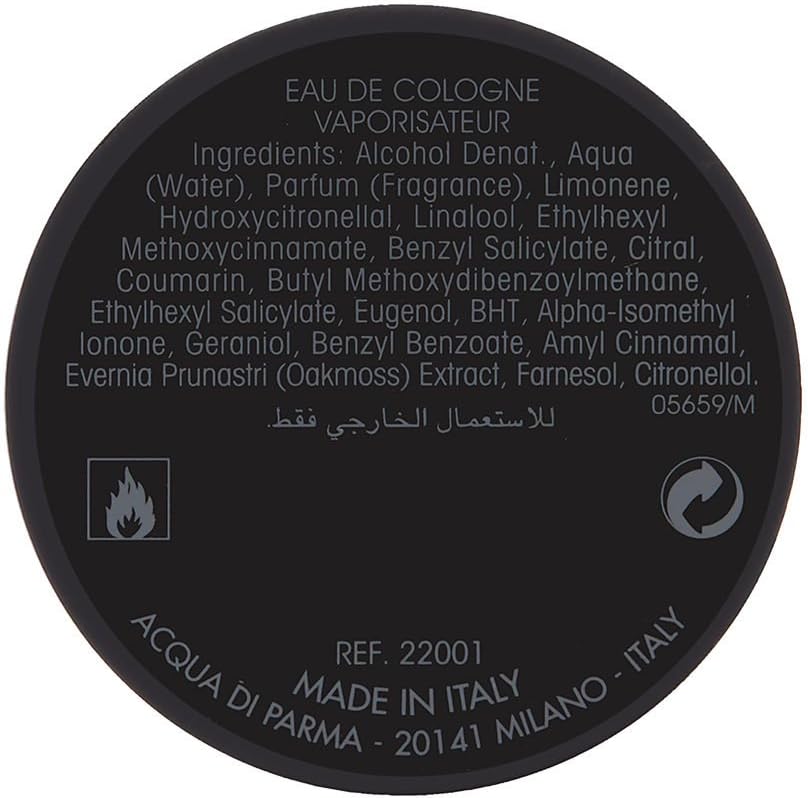 EAU DE COLOGNE
VAPORISATEUR
Ingredients: Alcohol Denat., Aqua
(Water), Parfum (Fragrance), Limonene,
Hydroxycitronellal, Linalool, Ethylhexyl
Methoxycinnamate, Benzyl Salicylate, Citral,
Coumarin, Butyl Methoxydibenzoylmethane,
Ethylhexyl Salicylate, Eugenol, BHT, Alpha-Isomethyl
Ionone, Geraniol, Benzyl Benzoate, Amyl Cinnamal,
Evernia Prunastri (Oakmoss) Extract, Farnesol, Citronellol.
05659/M
للاستعمال الخارجي فقط.
REF. 22001
MADE IN ITALY
ACQUA DI PARMA - 20141 MILANO - ITALY